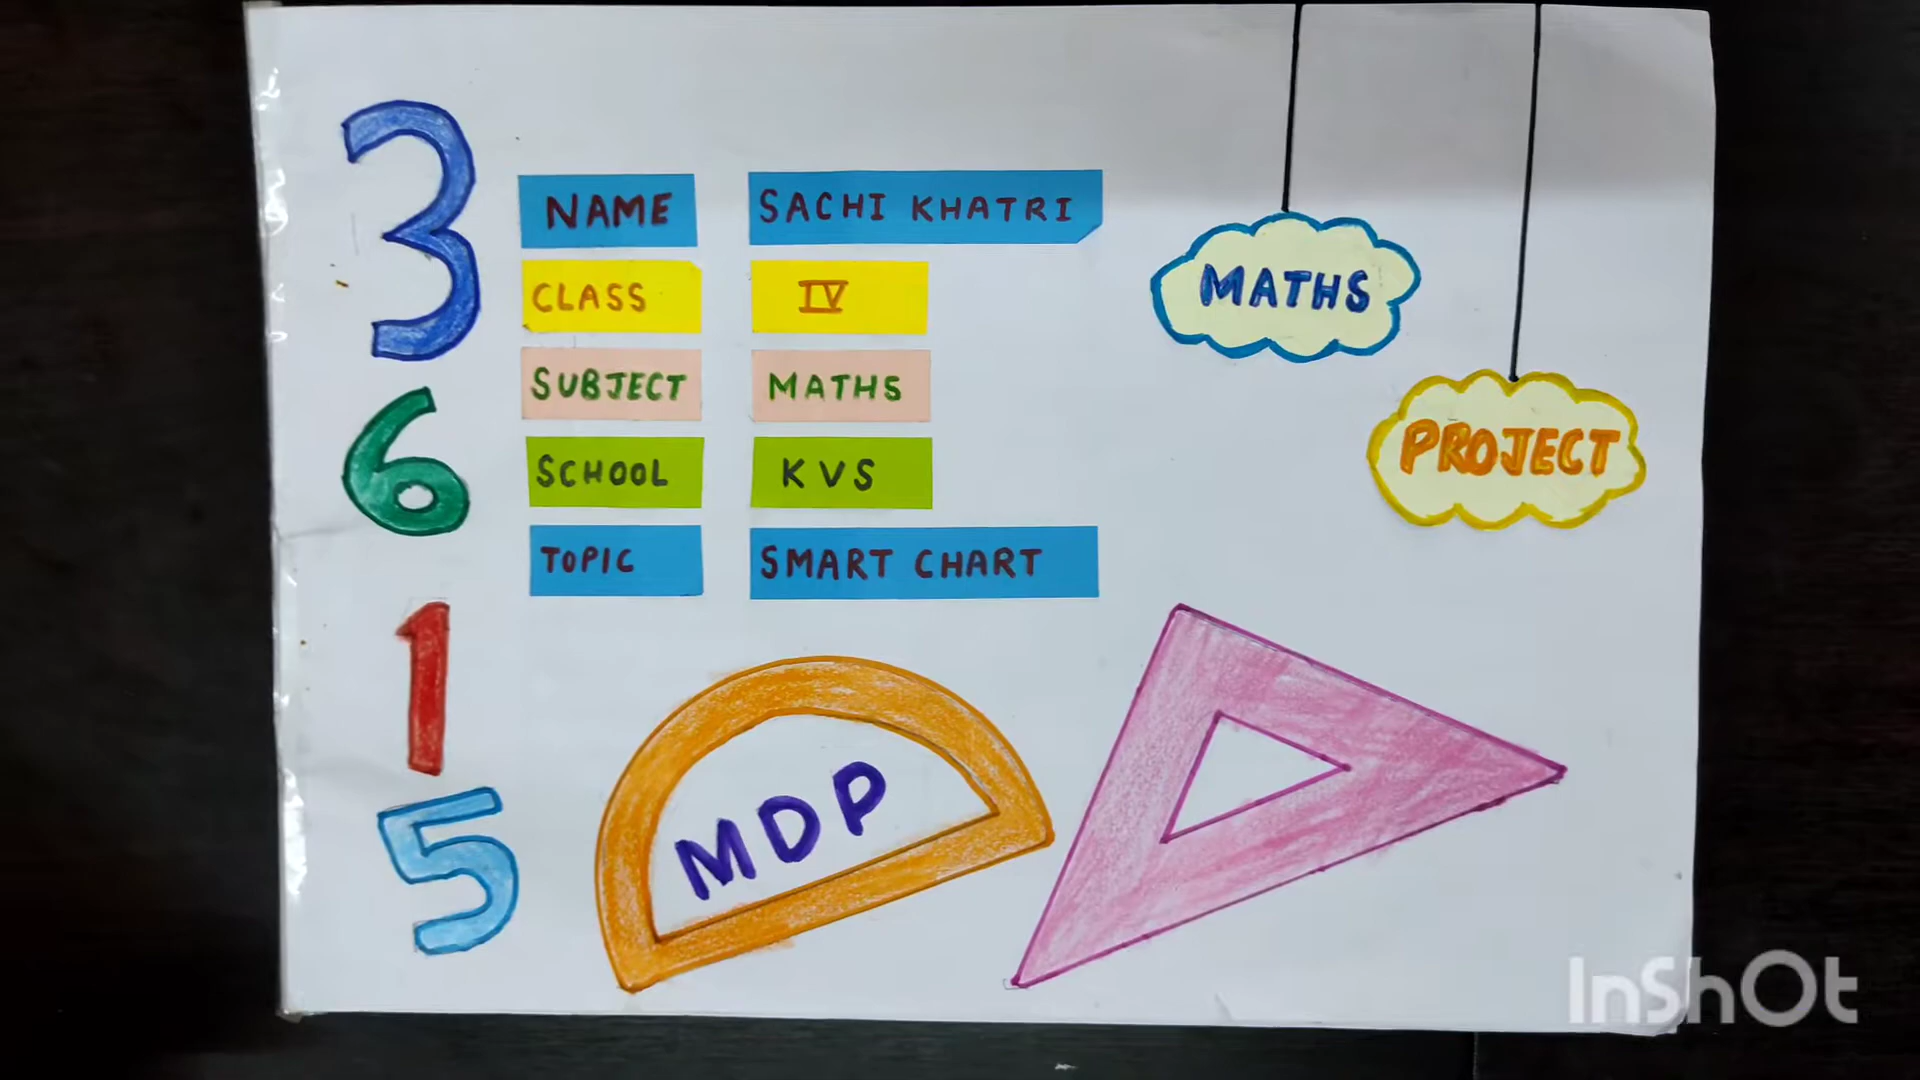 3
NAME SACHI KHATRI
CLASS IV
MATHS
SUBJECT MATHS
PROJECT
6
SCHOOL KVS
TOPIC SMART CHART
1
MDP
5
InShOt